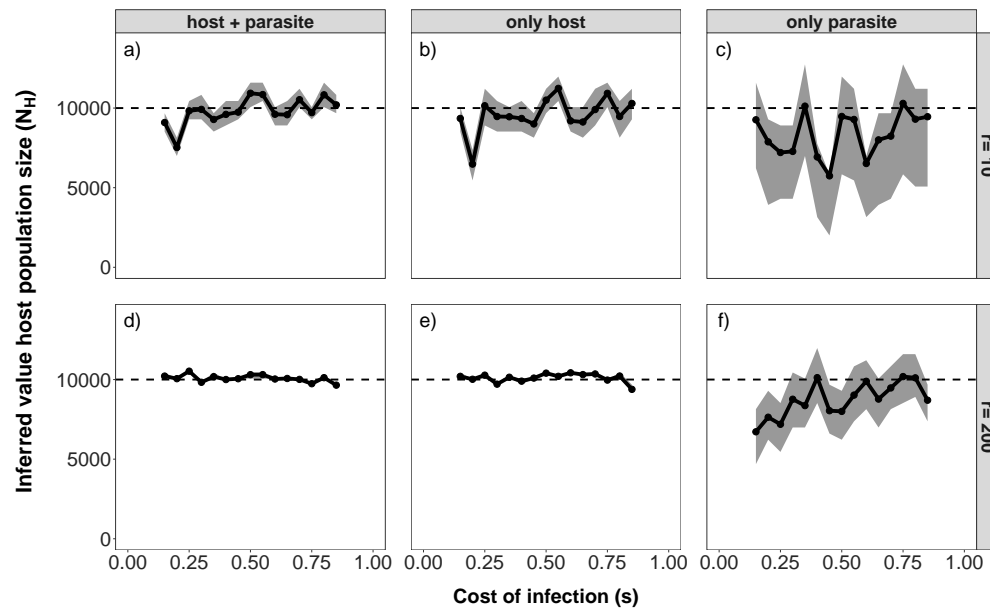 host + parasite
only host
only parasite
a)
b)
c)
10000
5000
0
d)
e)
f)
r= 200
10000
5000
0
0.00 0.25 0.50 0.75 1.00
0.00 0.25 0.50 0.75 1.00
0.00 0.25 0.50 0.75 1.00
Cost of infection (s)
Inferred value host population size (N_H)